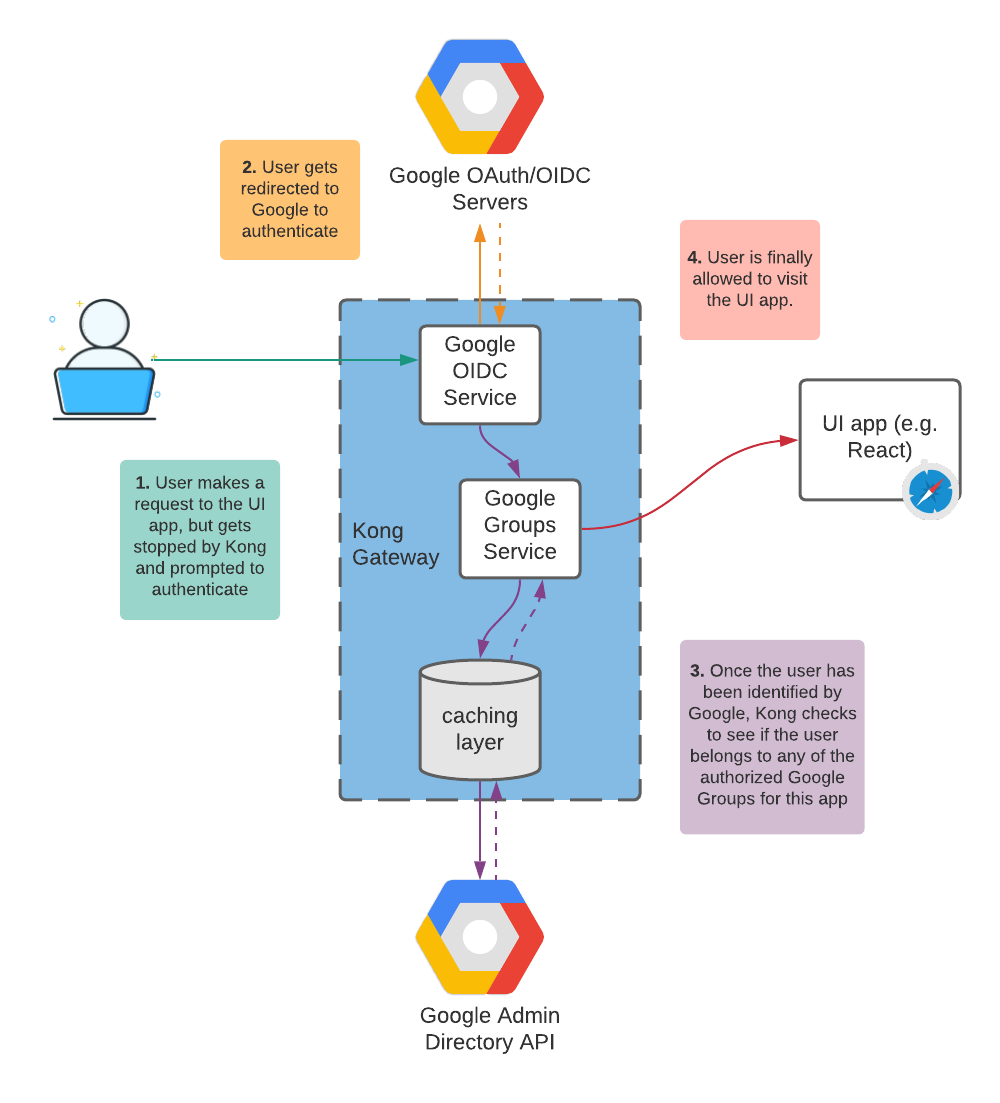 Google OAuth/OIDC
Servers
2. User gets
redirected to
Google to
authenticate
4. User is finally
allowed to visit
the UI app.
Google
OIDC
Service
UI app (e.g.
React)
1. User makes a
request to the UI
app, but gets
stopped by Kong
and prompted to
authenticate
Kong
Gateway
Google
Groups
Service
caching
layer
3. Once the user has
been identified by
Google, Kong checks
to see if the user
belongs to any of the
authorized Google
Groups for this app
Google Admin
Directory API